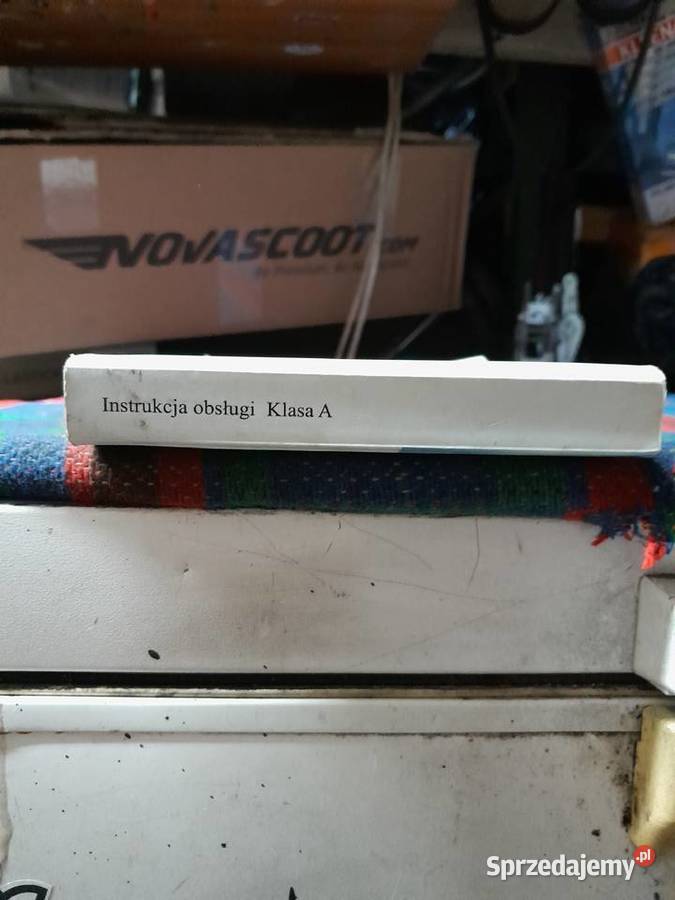 NOVASCOOT.COM
Instrukcja obsługi Klasa A
Sprzedajemy.pl